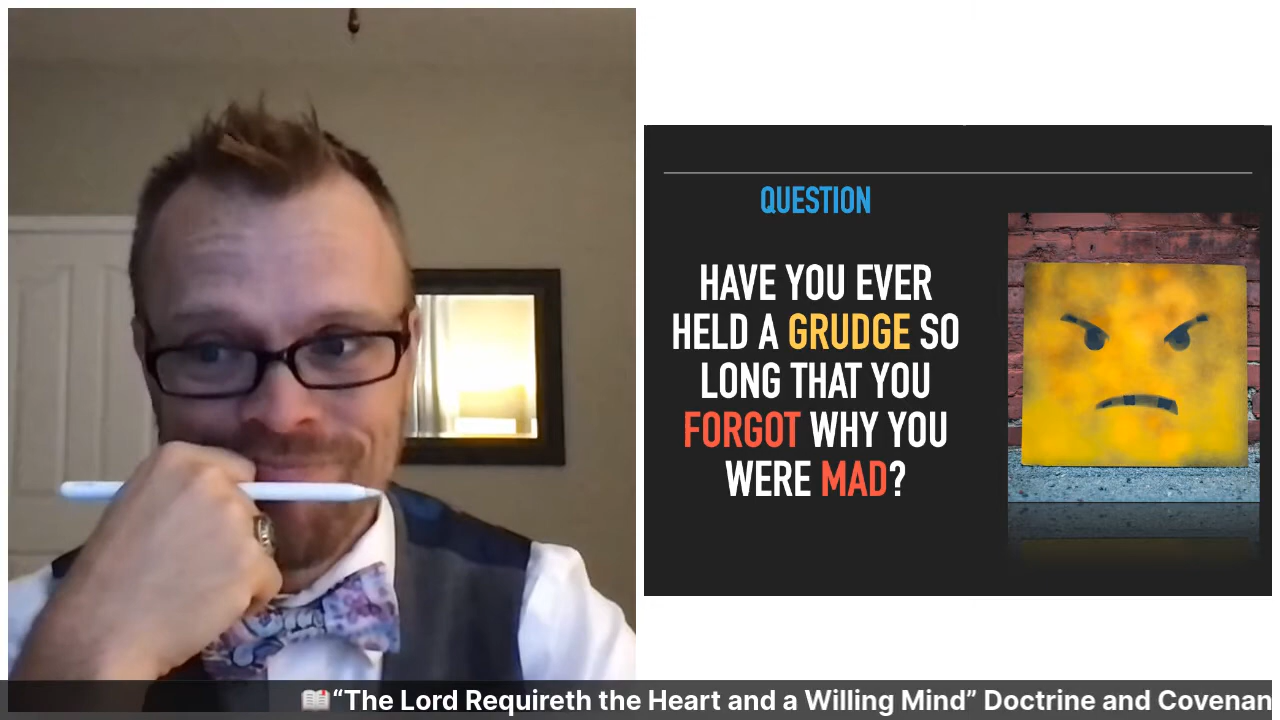 QUESTION
HAVE YOU EVER
HELD A GRUDGE SO
LONG THAT YOU
FORGOT WHY YOU
WERE MAD?
📖“The Lord Requireth the Heart and a Willing Mind” Doctrine and Covenan